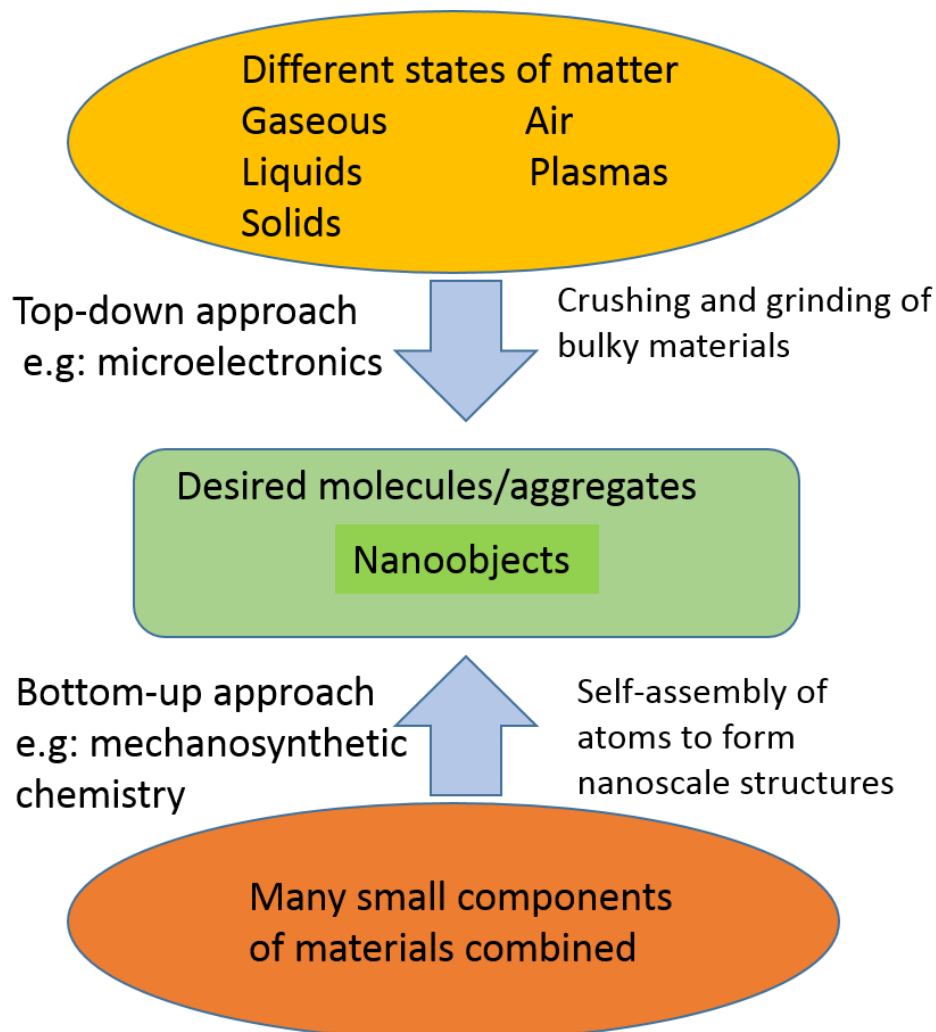 Different states of matter
Gaseous Air
Liquids Plasmas
Solids
Top-down approach
e.g: microelectronics
Crushing and grinding of
bulky materials
Desired molecules/aggregates
Nanoobjects
Bottom-up approach
e.g: mechanosynthetic
chemistry
Self-assembly of
atoms to form
nanoscale structures
Many small components
of materials combined